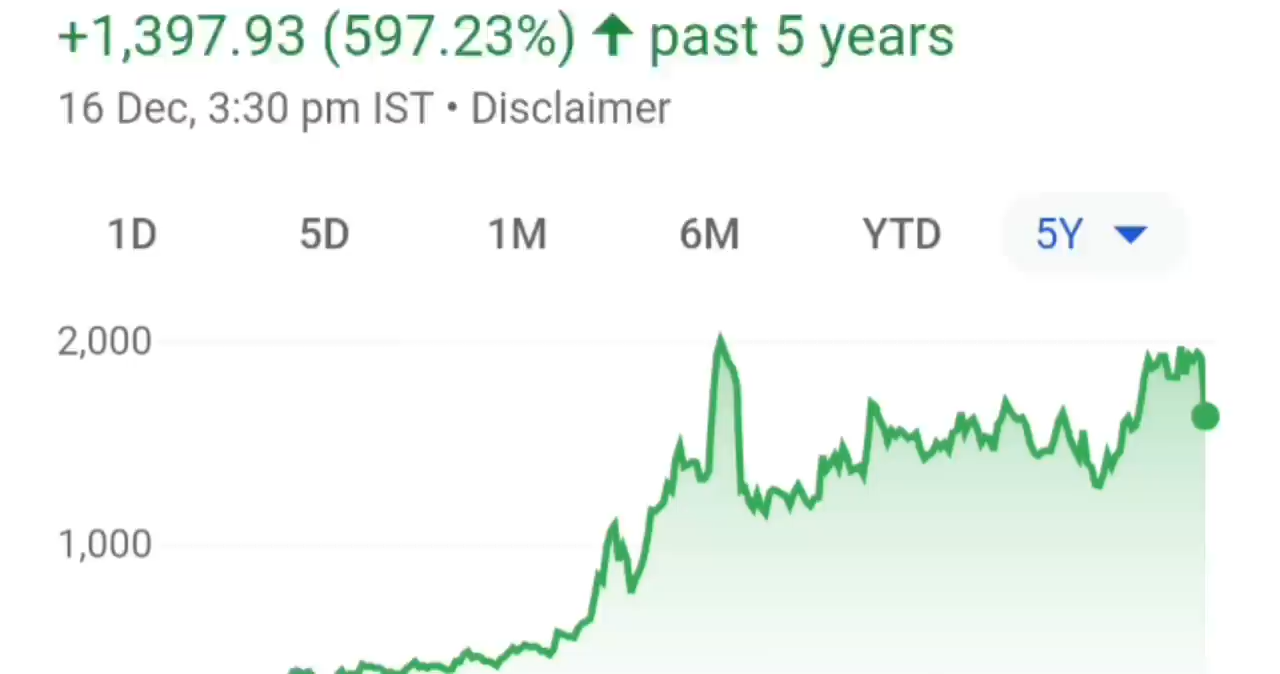 +1,397.93 (597.23%) ↑ past 5 years
16 Dec, 3:30 pm IST • Disclaimer
1D 5D 1M 6M YTD 5Y
2,000
1,000